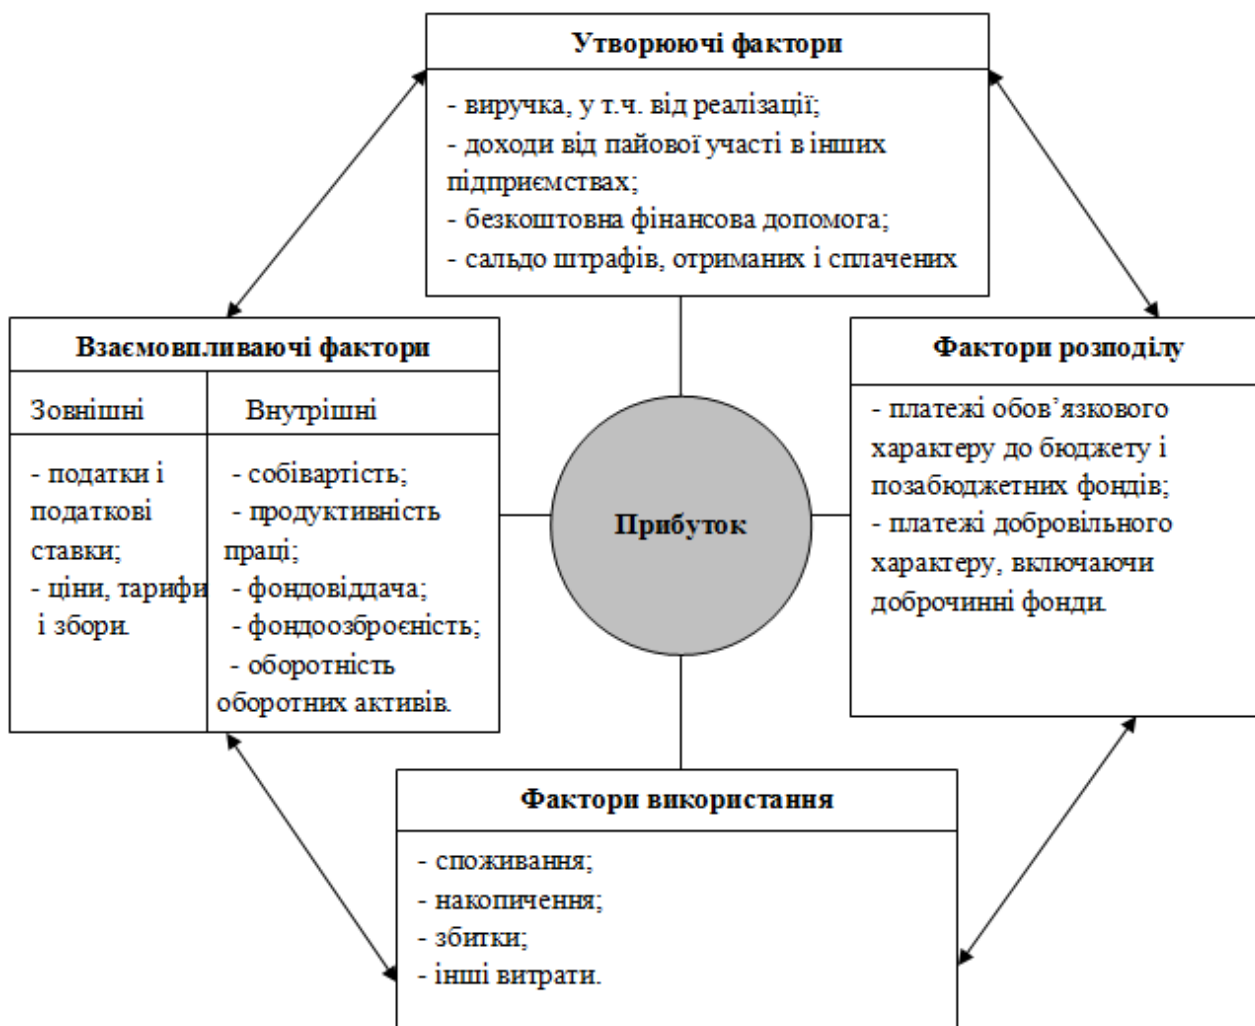 Утворюючі фактори
- виручка, у т.ч. від реалізації;
- доходи від пайової участі в інших
підприємствах;
- безкоштовна фінансова допомога;
- сальдо штрафів, отриманих і сплачених
Взаємовпливаючі фактори
Зовнішні
- податки і
податкові
ставки;
- ціни, тарифи
і збори.
Внутрішні
- собівартість;
- продуктивність
праці;
- фондовіддача;
- фондоозброєність;
- оборотність
оборотних активів.
Прибуток
Фактори розподілу
- платежі обов’язкового
характеру до бюджету і
позабюджетних фондів;
- платежі добровільного
характеру, включаючи
доброчинні фонди.
Фактори використання
- споживання;
- накопичення;
- збитки;
- інші витрати.